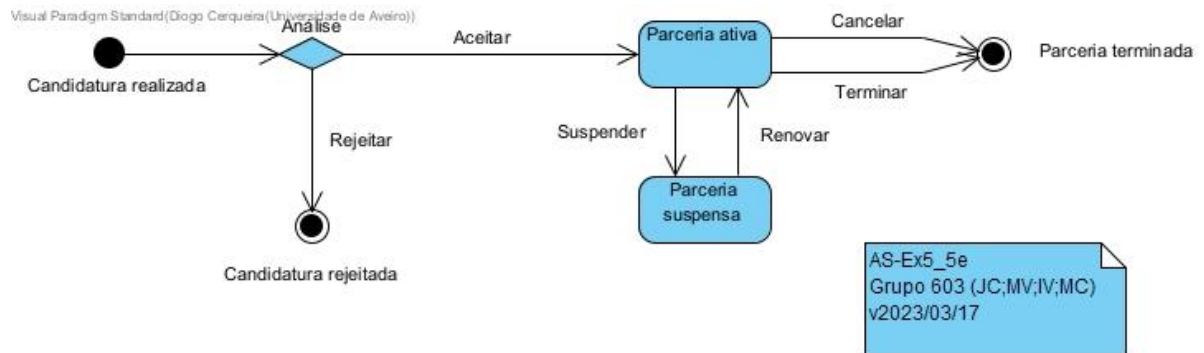 Visual Paradigm Standard(Diogo Cerqueira(Universidade de Aveiro))
Análise
Candidatura realizada
Aceitar
Rejeitar
Candidatura rejeitada
Parceria ativa
Cancelar
Terminar
Parceria terminada
Suspender
Renovar
Parceria
suspensa
AS-Ex5_5e
Grupo 603 (JC;MV;IV;MC)
v2023/03/17